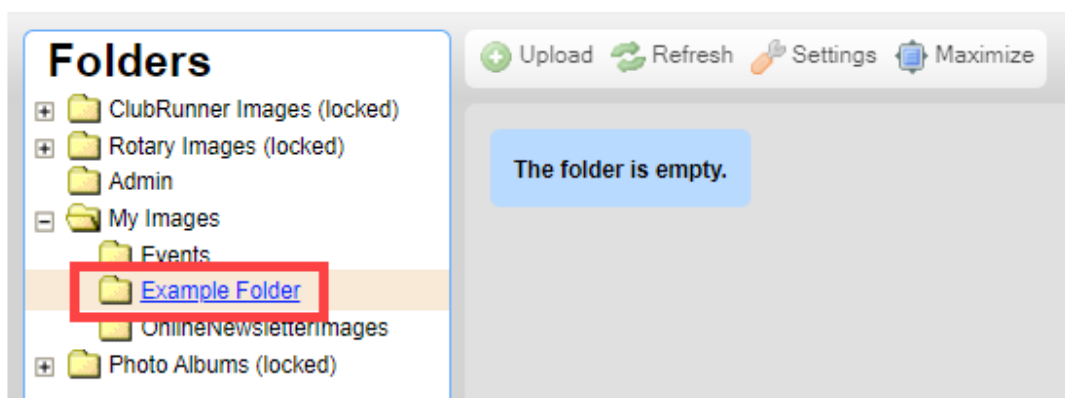 Folders
ClubRunner Images (locked)
Rotary Images (locked)
Admin
My Images
Events
Example Folder
OnlineNewsletterImages
Photo Albums (locked)
Upload Refresh Settings Maximize
The folder is empty.